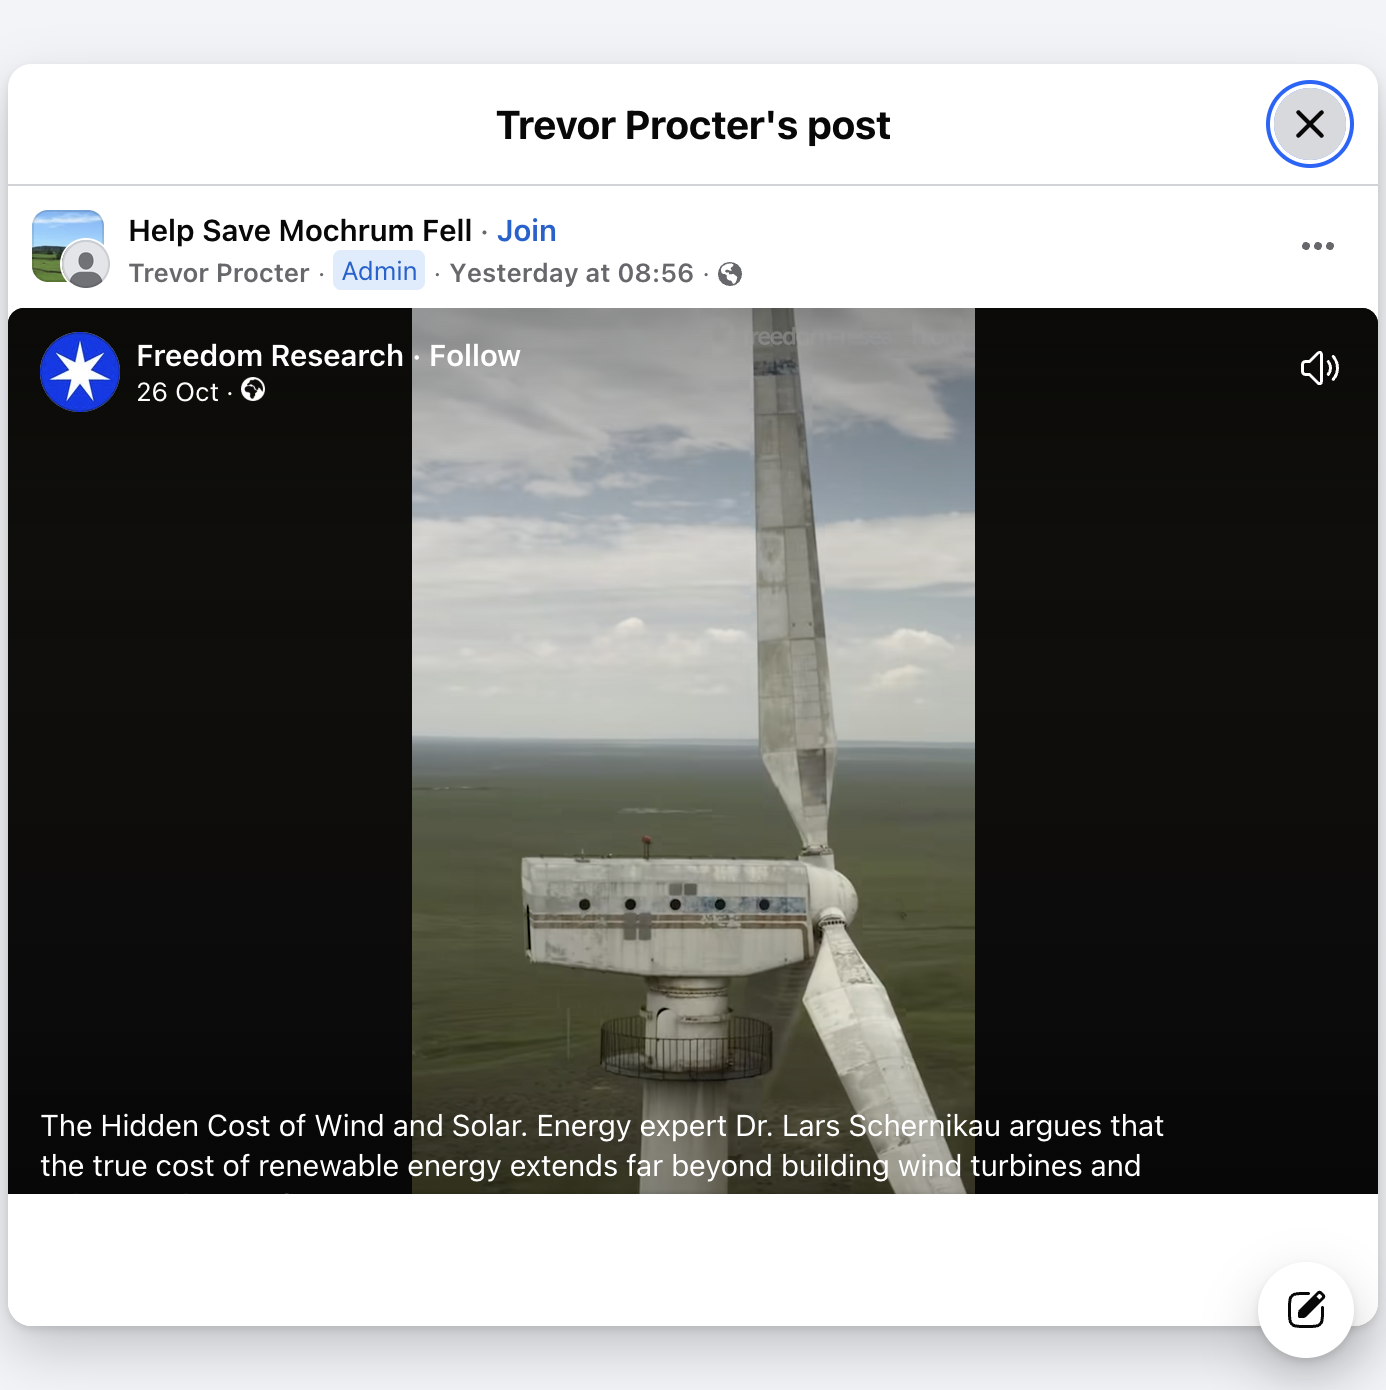 Trevor Procter's post
Help Save Mochrum Fell · Join
Trevor Procter · Admin · Yesterday at 08:56 ·
Freedom Research · Follow
26 Oct ·
The Hidden Cost of Wind and Solar. Energy expert Dr. Lars Schernikau argues that
the true cost of renewable energy extends far beyond building wind turbines and